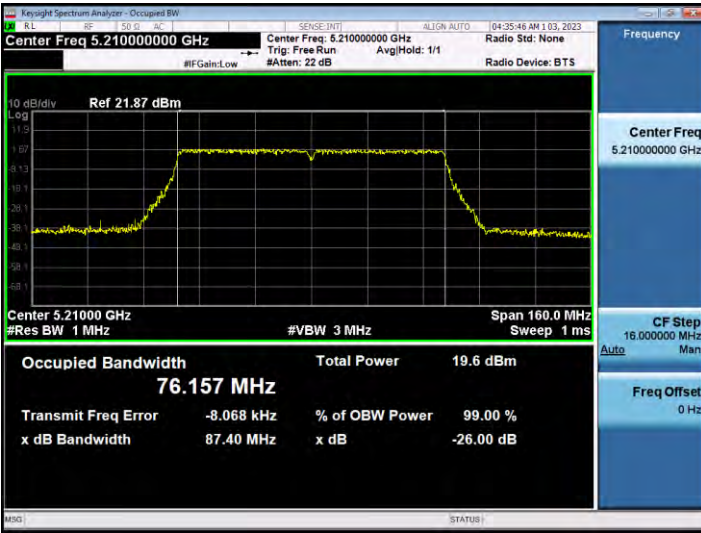 Keysight Spectrum Analyzer - Occupied BW
RL RF 50 Ω AC SENSE:INT ALIGN AUTO 04:35:46 AM 1 03, 2023
Center Freq 5.210000000 GHz
Center Freq: 5.210000000 GHz
Radio Std: None
Trig: Free Run Avg|Hold: 1/1
#IFGain:Low #Atten: 22 dB
Radio Device: BTS
10 dB/div Ref 21.87 dBm
Log
11.9
1.87
-8.13
-18.1
-28.1
-38.1
-48.1
-58.1
-68.1
Center 5.21000 GHz Span 160.0 MHz
#Res BW 1 MHz #VBW 3 MHz Sweep 1 ms
Occupied Bandwidth Total Power 19.6 dBm
76.157 MHz
Transmit Freq Error -8.068 kHz % of OBW Power 99.00 %
x dB Bandwidth 87.40 MHz x dB -26.00 dB
MSG STATUS
Frequency
Center Freq
5.210000000 GHz
CF Step
16.000000 MHz
Auto Man
Freq Offset
0 Hz